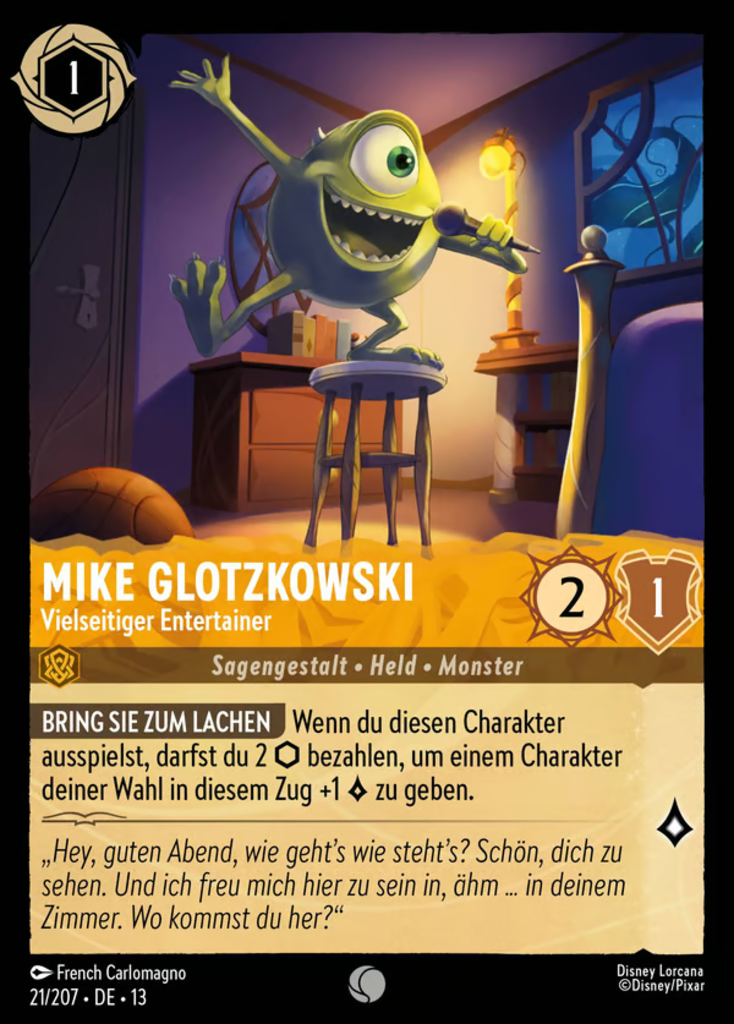 1
MIKE GLOTZKOWSKI
Vielseitiger Entertainer
2
1
Sagengestalt • Held • Monster
BRING SIE ZUM LACHEN Wenn du diesen Charakter
ausspielst, darfst du 2 ⬡ bezahlen, um einem Charakter
deiner Wahl in diesem Zug +1 ◊ zu geben.
„Hey, guten Abend, wie geht's wie steht's? Schön, dich zu
sehen. Und ich freu mich hier zu sein in, ähm ... in deinem
Zimmer. Wo kommst du her?“
French Carlomagno
21/207 • DE • 13
Disney Lorcana
©Disney/Pixar